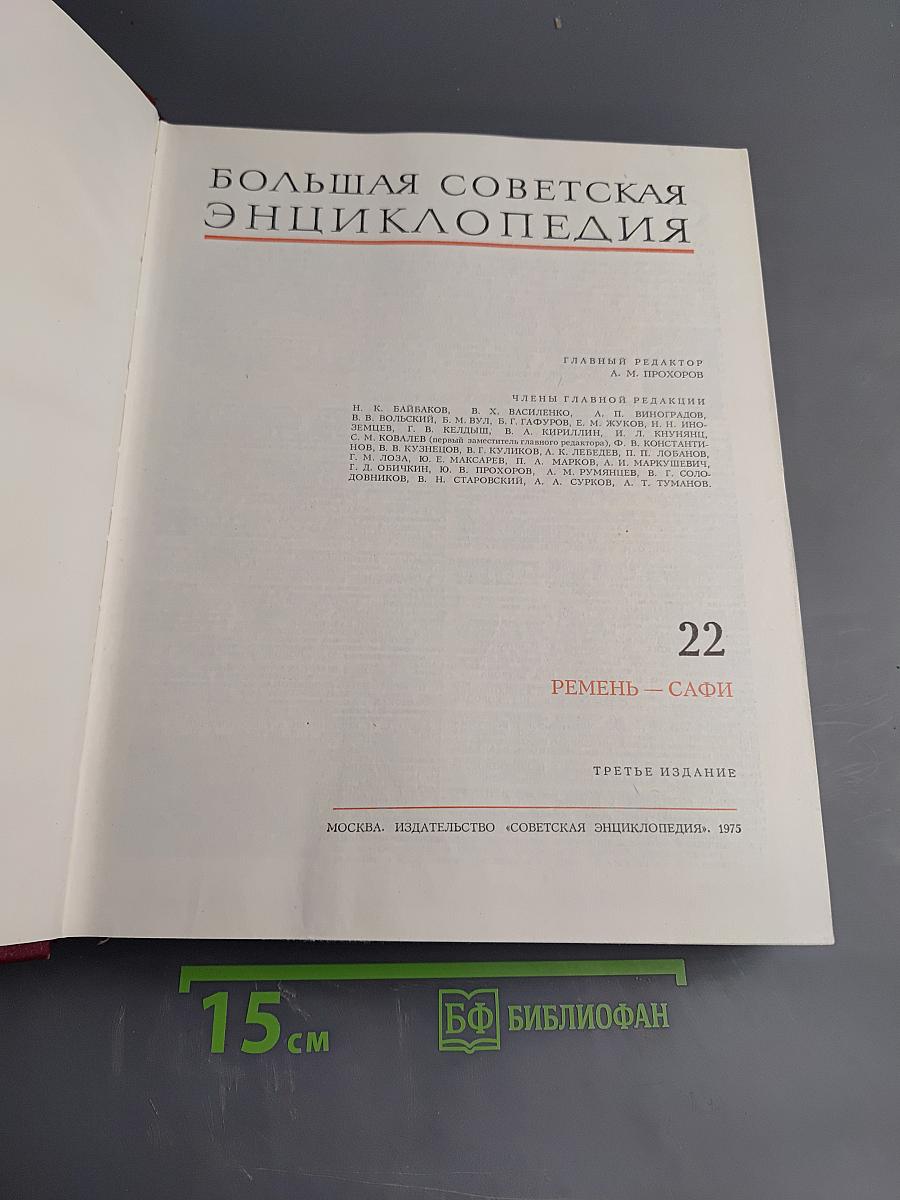 БОЛЬШАЯ СОВЕТСКАЯ
ЭНЦИКЛОПЕДИЯ
ГЛАВНЫЙ РЕДАКТОР
А. М. ПРОХОРОВ
ЧЛЕНЫ ГЛАВНОЙ РЕДАКЦИИ
Н. К. БАЙБАКОВ, В. Х. ВАСИЛЕНКО, А. П. ВИНОГРАДОВ,
В. В. ВОЛЬСКИЙ, Б. М. ВУЛ, Б. Г. ГАФУРОВ, Е. М. ЖУКОВ, Н. Н. ИНО-
ЗЕМЦЕВ, Г. В. КЕЛДЫШ, В. А. КИРИЛЛИН, И. Л. КНУНЯНЦ,
С. М. КОВАЛЕВ (первый заместитель главного редактора), Ф. В. КОНСТАНТИ-
НОВ, В. В. КУЗНЕЦОВ, В. Г. КУЛИКОВ, А. К. ЛЕБЕДЕВ, П. П. ЛОБАНОВ,
Г. М. ЛОЗА, Ю. Е. МАКСАРЕВ, П. А. МАРКОВ, А. И. МАРКУШЕВИЧ,
Г. Д. ОБИЧКИН, Ю. В. ПРОХОРОВ, А. М. РУМЯНЦЕВ, В. Г. СОЛО-
ДОВНИКОВ, В. Н. СТАРОВСКИЙ, А. А. СУРКОВ, А. Т. ТУМАНОВ.
22
РЕМЕНЬ — САФИ
ТРЕТЬЕ ИЗДАНИЕ
МОСКВА. ИЗДАТЕЛЬСТВО «СОВЕТСКАЯ ЭНЦИКЛОПЕДИЯ». 1975
15 см
БФ БИБЛИОФАН